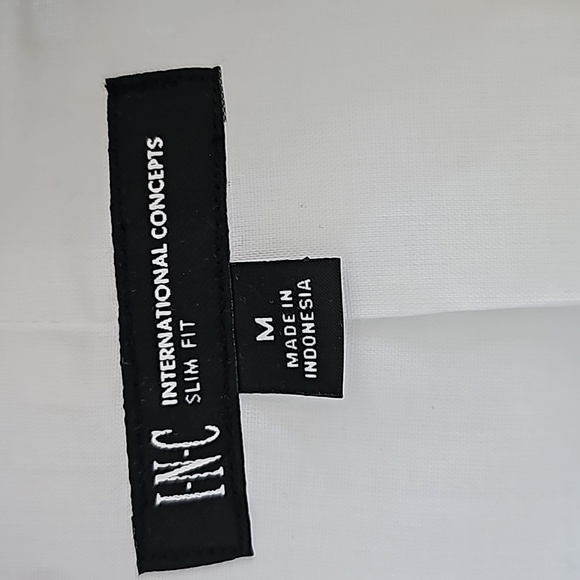 I·N·C
INTERNATIONAL CONCEPTS
SLIM FIT
M
MADE IN
INDONESIA